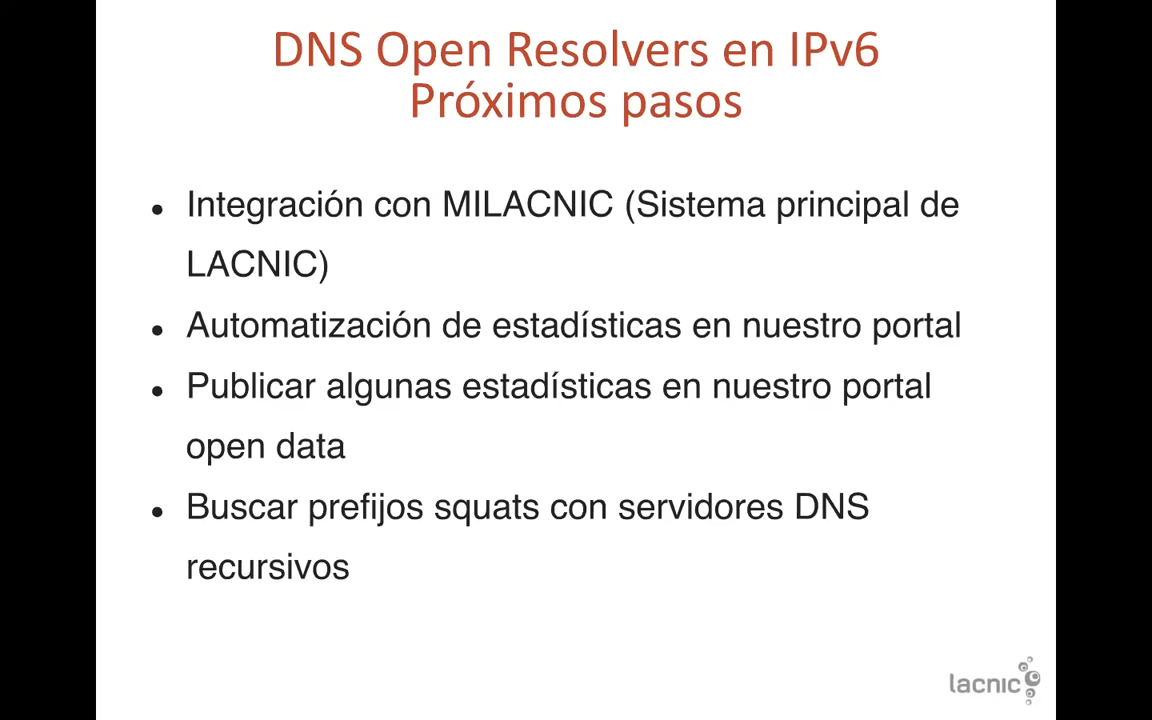 DNS Open Resolvers en IPv6
Próximos pasos
• Integración con MILACNIC (Sistema principal de
LACNIC)
• Automatización de estadísticas en nuestro portal
• Publicar algunas estadísticas en nuestro portal
open data
• Buscar prefijos squats con servidores DNS
recursivos
lacnic